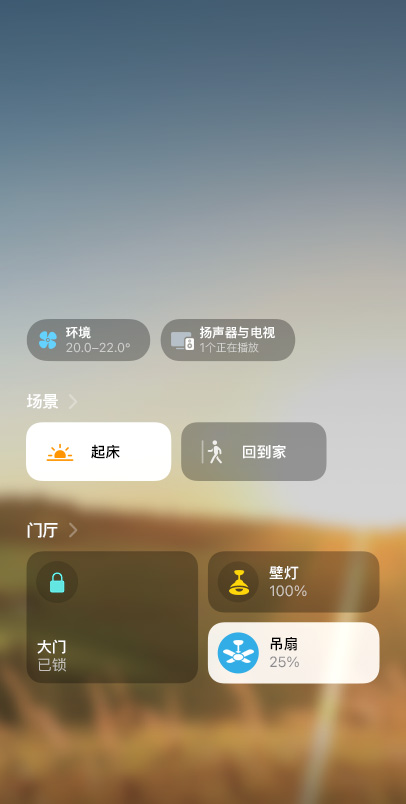 环境
20.0–22.0°
扬声器与电视
1个正在播放
场景
起床
回到家
门厅
大门
已锁
壁灯
100%
吊扇
25%